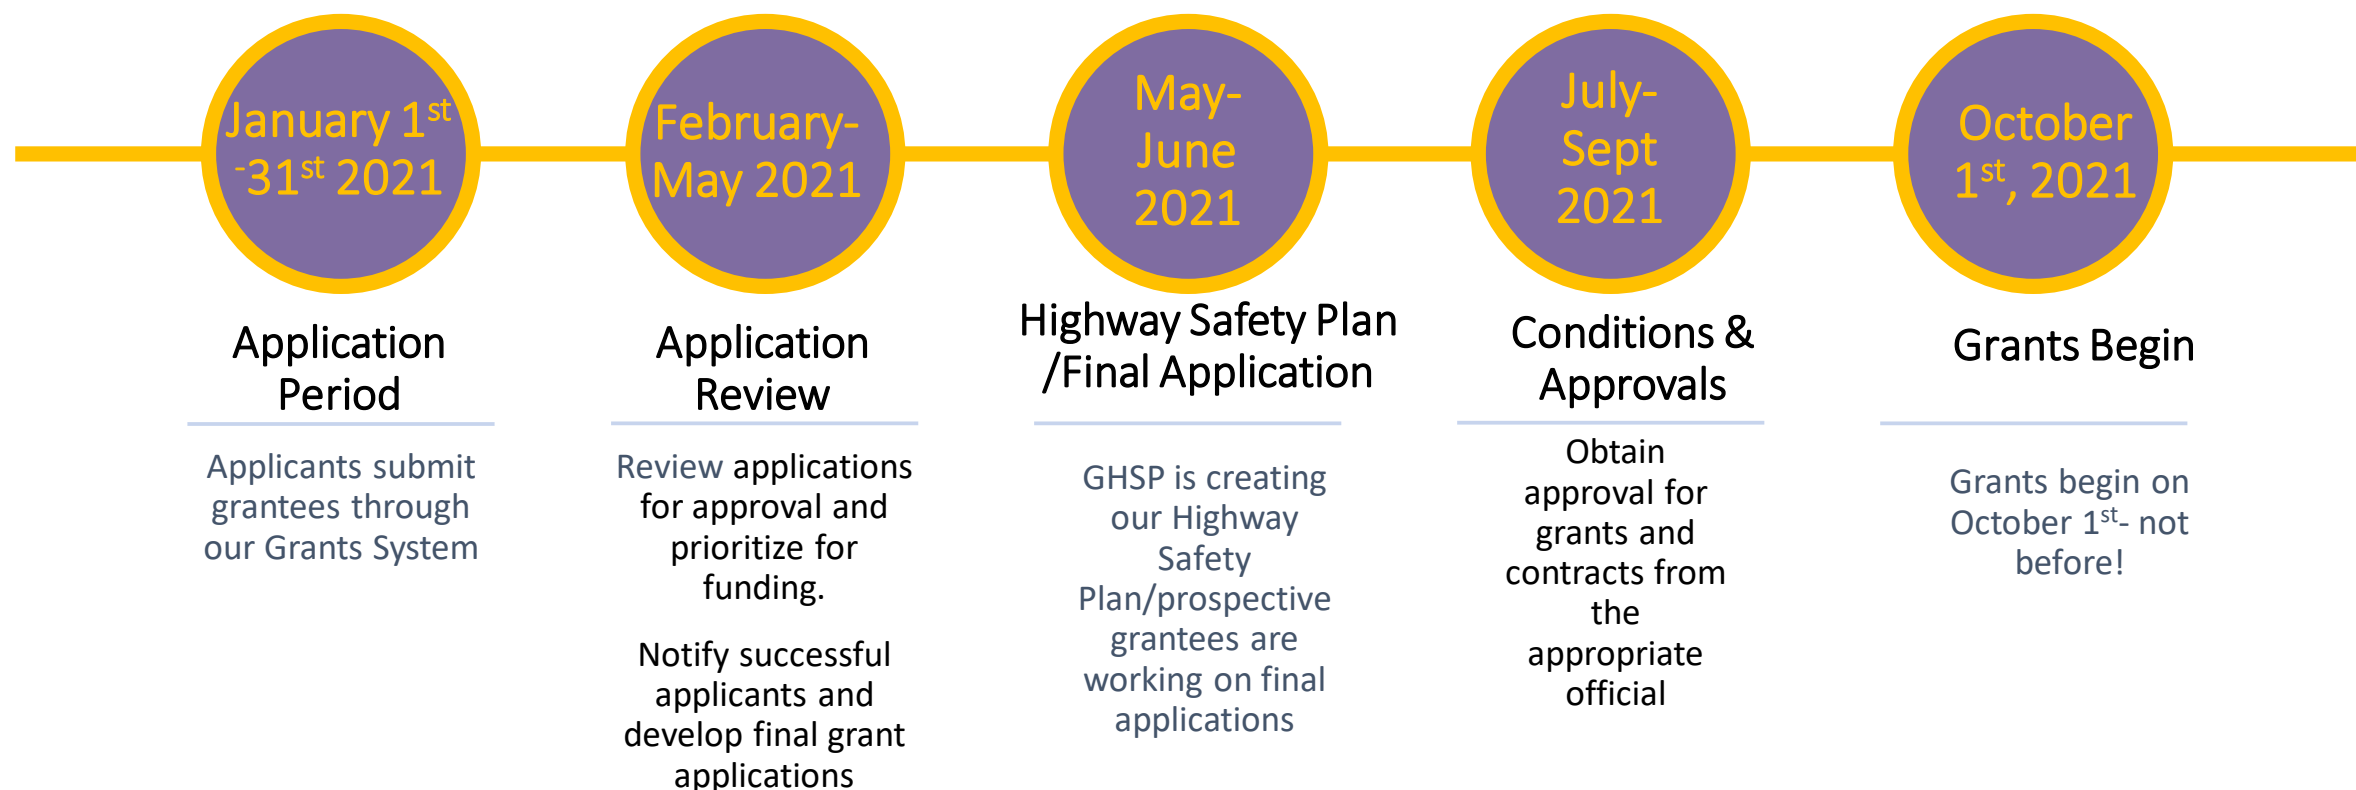 January 1st
-31st 2021
Application
Period
Applicants submit
grantees through
our Grants System
February-
May 2021
Application
Review
Review applications
for approval and
prioritize for
funding.
Notify successful
applicants and
develop final grant
applications
May-
June
2021
Highway Safety Plan
/Final Application
GHSP is creating
our Highway
Safety
Plan/prospective
grantees are
working on final
applications
July-
Sept
2021
Conditions &
Approvals
Obtain
approval for
grants and
contracts from
the
appropriate
official
October
1st, 2021
Grants Begin
Grants begin on
October 1st- not
before!